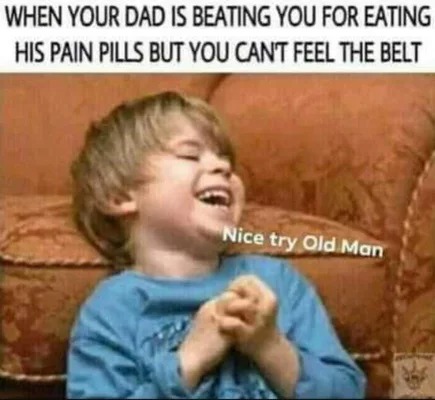 WHEN YOUR DAD IS BEATING YOU FOR EATING
HIS PAIN PILLS BUT YOU CAN'T FEEL THE BELT
Nice try Old Man